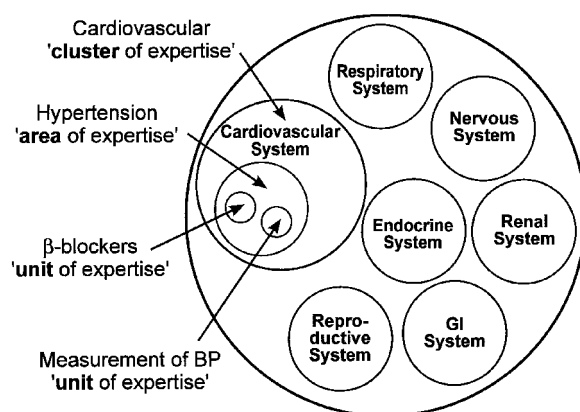 Cardiovascular
'cluster of expertise'
Hypertension
'area of expertise'
β-blockers
'unit of expertise'
Measurement of BP
'unit of expertise'
Cardiovascular
System
Respiratory
System
Nervous
System
Endocrine
System
Renal
System
Repro-
ductive
System
GI
System